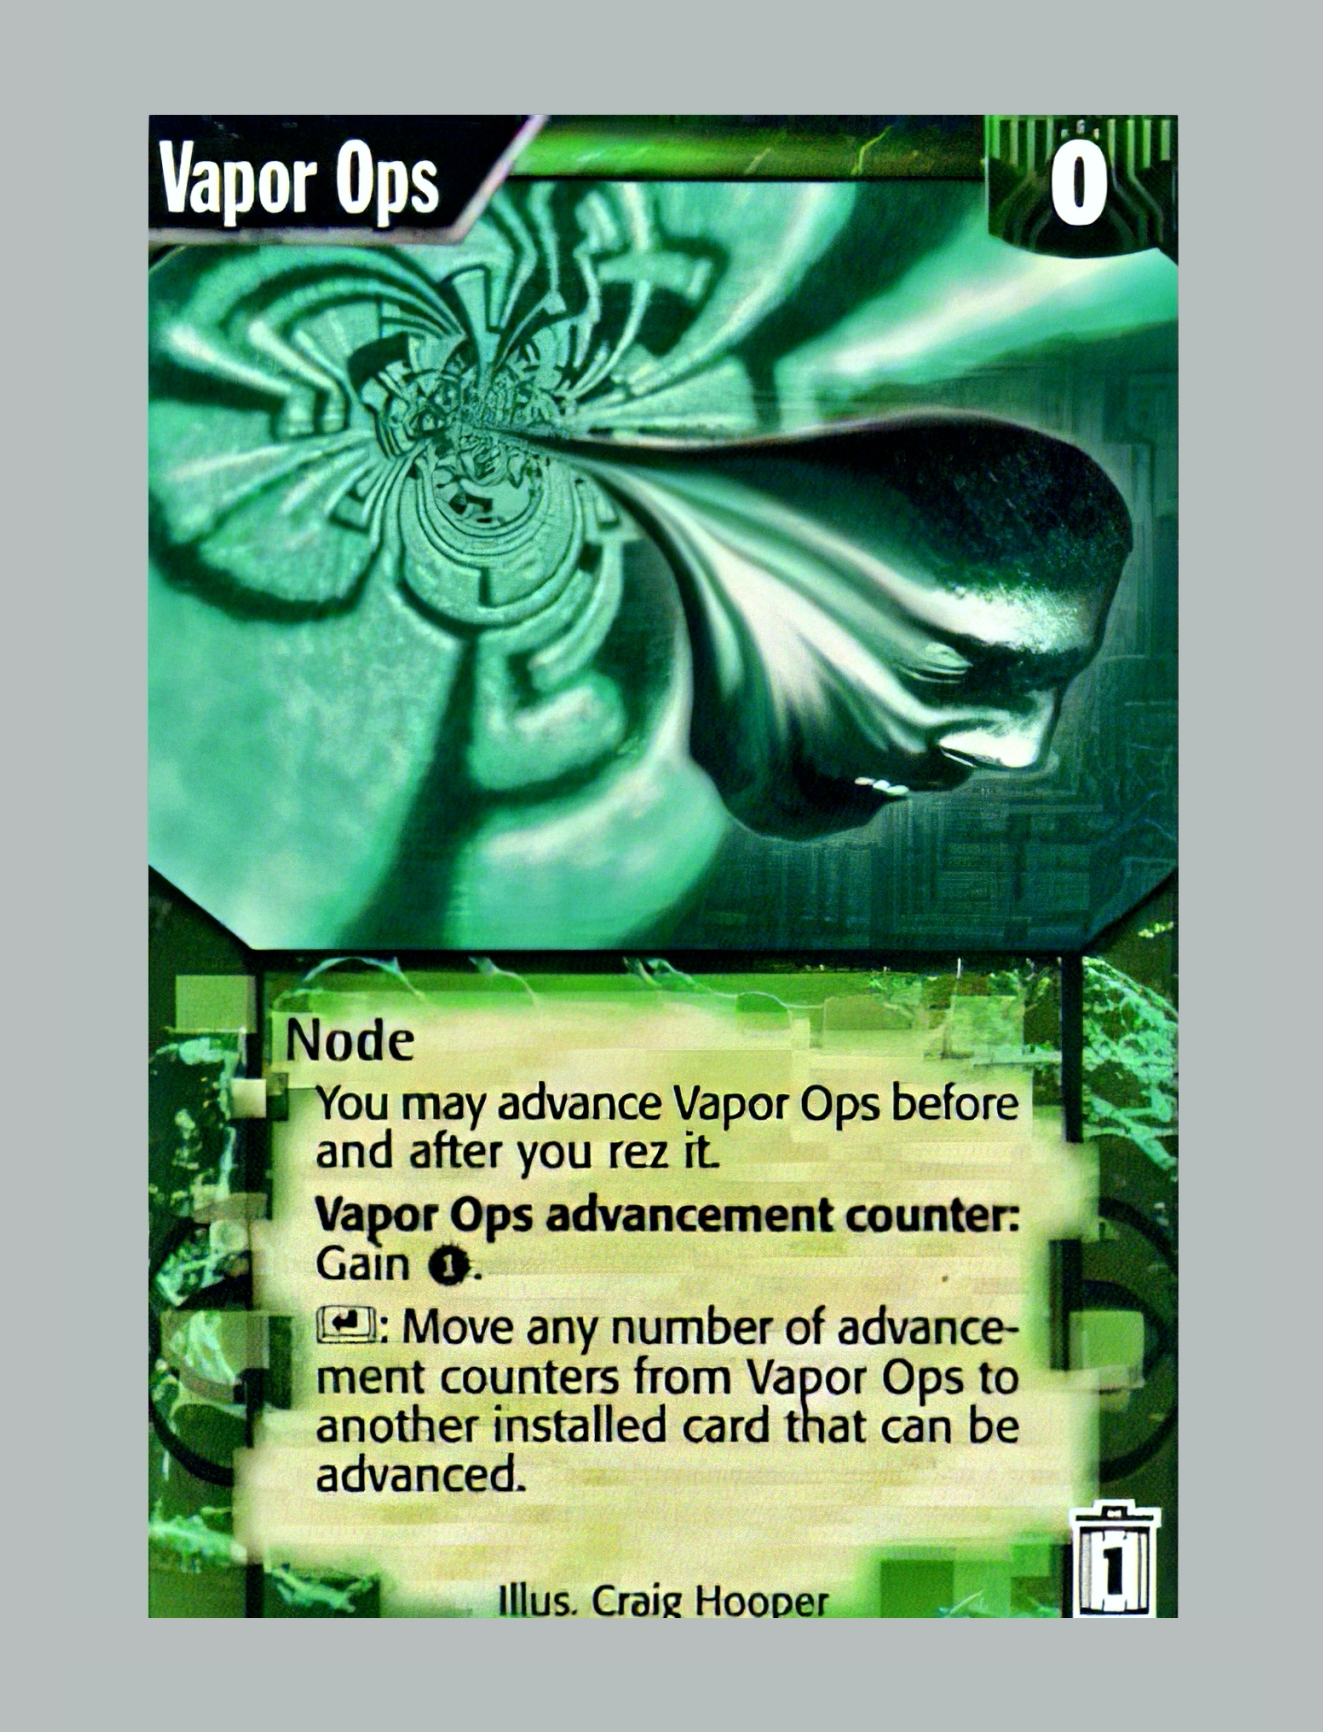 Vapor Ops
0
Node
You may advance Vapor Ops before
and after you rez it.
Vapor Ops advancement counter:
Gain 1.
: Move any number of advance-
ment counters from Vapor Ops to
another installed card that can be
advanced.
1
Illus. Craig Hooper